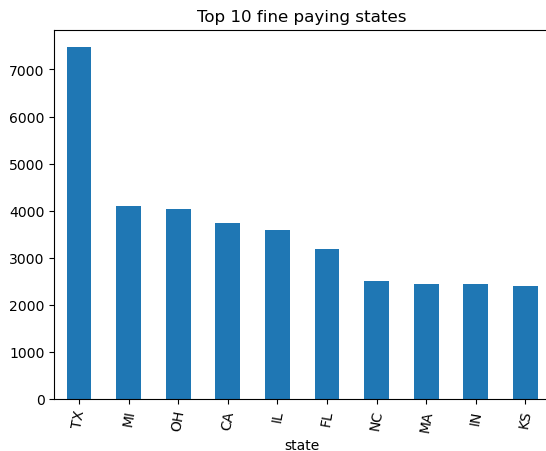 Top 10 fine paying states
7000
6000
5000
4000
3000
2000
1000
0
TX
MI
OH
CA
IL
FL
NC
MA
IN
KS
state